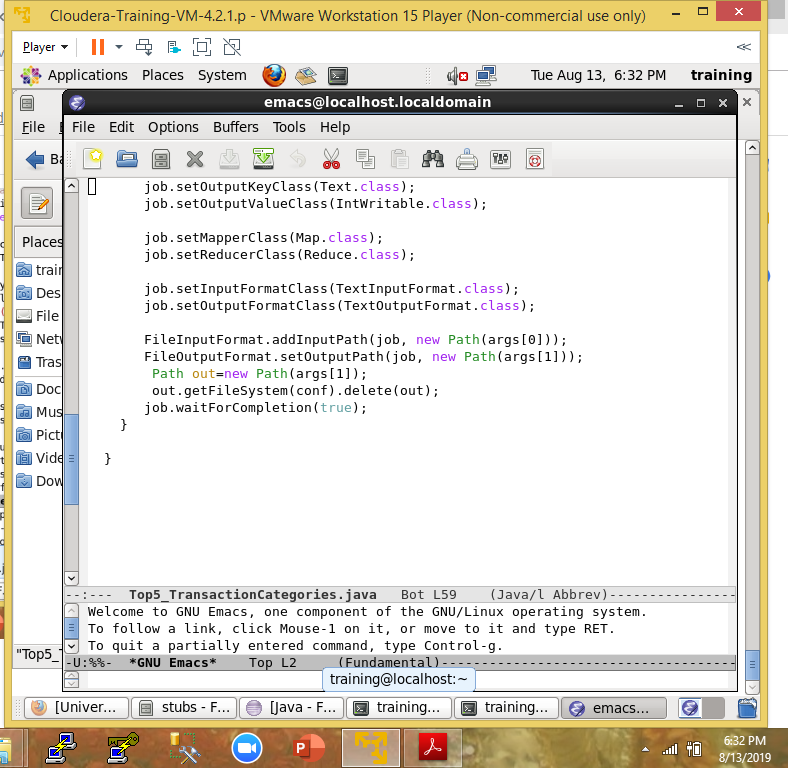 Cloudera-Training-VM-4.2.1.p - VMware Workstation 15 Player (Non-commercial use only)
Player
Applications Places System Tue Aug 13, 6:32 PM training
emacs@localhost.localdomain
File
File Edit Options Buffers Tools Help
job.setOutputKeyClass(Text.class);
job.setOutputValueClass(IntWritable.class);
job.setMapperClass(Map.class);
job.setReducerClass(Reduce.class);
job.setInputFormatClass(TextInputFormat.class);
job.setOutputFormatClass(TextOutputFormat.class);
FileInputFormat.addInputPath(job, new Path(args[0]));
FileOutputFormat.setOutputPath(job, new Path(args[1]));
Path out=new Path(args[1]);
out.getFileSystem(conf).delete(out);
job.waitForCompletion(true);
}
}
Places
train
Des
File
Net
Tras
Doc
Mus
Pict
Vide
Dow
--:--- Top5_TransactionCategories.java Bot L59 (Java/l Abbrev)----------------
Welcome to GNU Emacs, one component of the GNU/Linux operating system.
To follow a link, click Mouse-1 on it, or move to it and type RET.
To quit a partially entered command, type Control-g.
"Top5_
-U:%%- *GNU Emacs* Top L2 (Fundamental)-------------------------------------
training@localhost:~
[Univer... stubs - F... [Java - F... training... training... emacs...
6:32 PM
8/13/2019